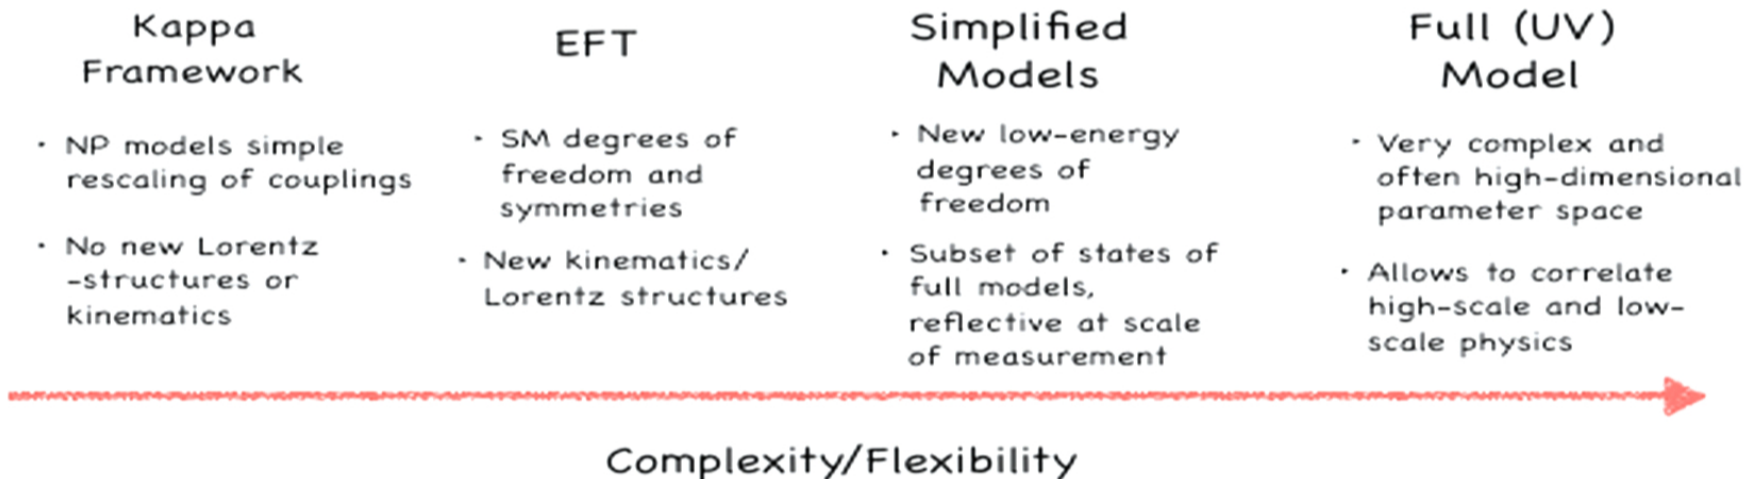 Kappa
Framework
• NP models simple
rescaling of couplings
• No new Lorentz
-structures or
kinematics
EFT
• SM degrees of
freedom and
symmetries
• New kinematics/
Lorentz structures
Simplified
Models
• New low-energy
degrees of
freedom
• Subset of states of
full models,
reflective at scale
of measurement
Full (UV)
Model
• Very complex and
often high-dimensional
parameter space
• Allows to correlate
high-scale and low-
scale physics
Complexity/Flexibility